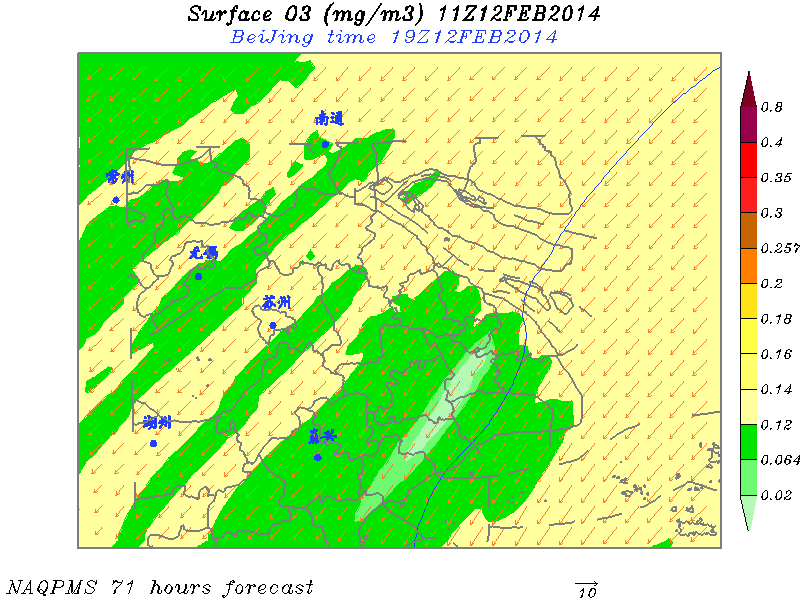 Surface O3 (mg/m3) 11Z12FEB2014
BeiJing time 19Z12FEB2014
南通
常州
无锡
苏州
湖州
嘉兴
0.8
0.4
0.35
0.3
0.257
0.2
0.18
0.16
0.14
0.12
0.064
0.02
NAQPMS 71 hours forecast
10